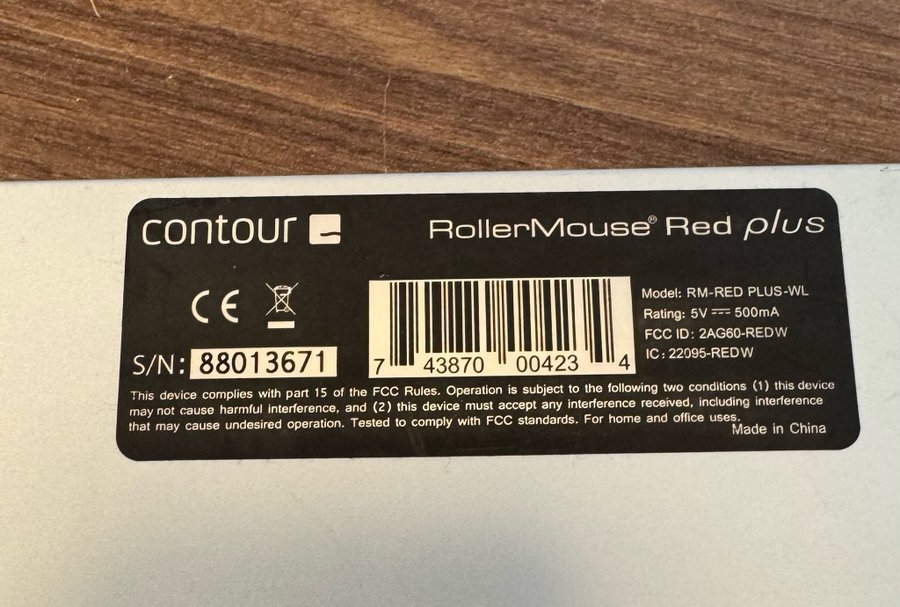 contour
RollerMouse® Red plus
CE
Model: RM-RED PLUS-WL
Rating: 5V ⎓ 500mA
FCC ID: 2AG60-REDW
IC: 22095-REDW
S/N: 88013671
7 43870 00423 4
This device complies with part 15 of the FCC Rules. Operation is subject to the following two conditions (1) this device
may not cause harmful interference, and (2) this device must accept any interference received, including interference
that may cause undesired operation. Tested to comply with FCC standards. For home and office uses.
Made in China